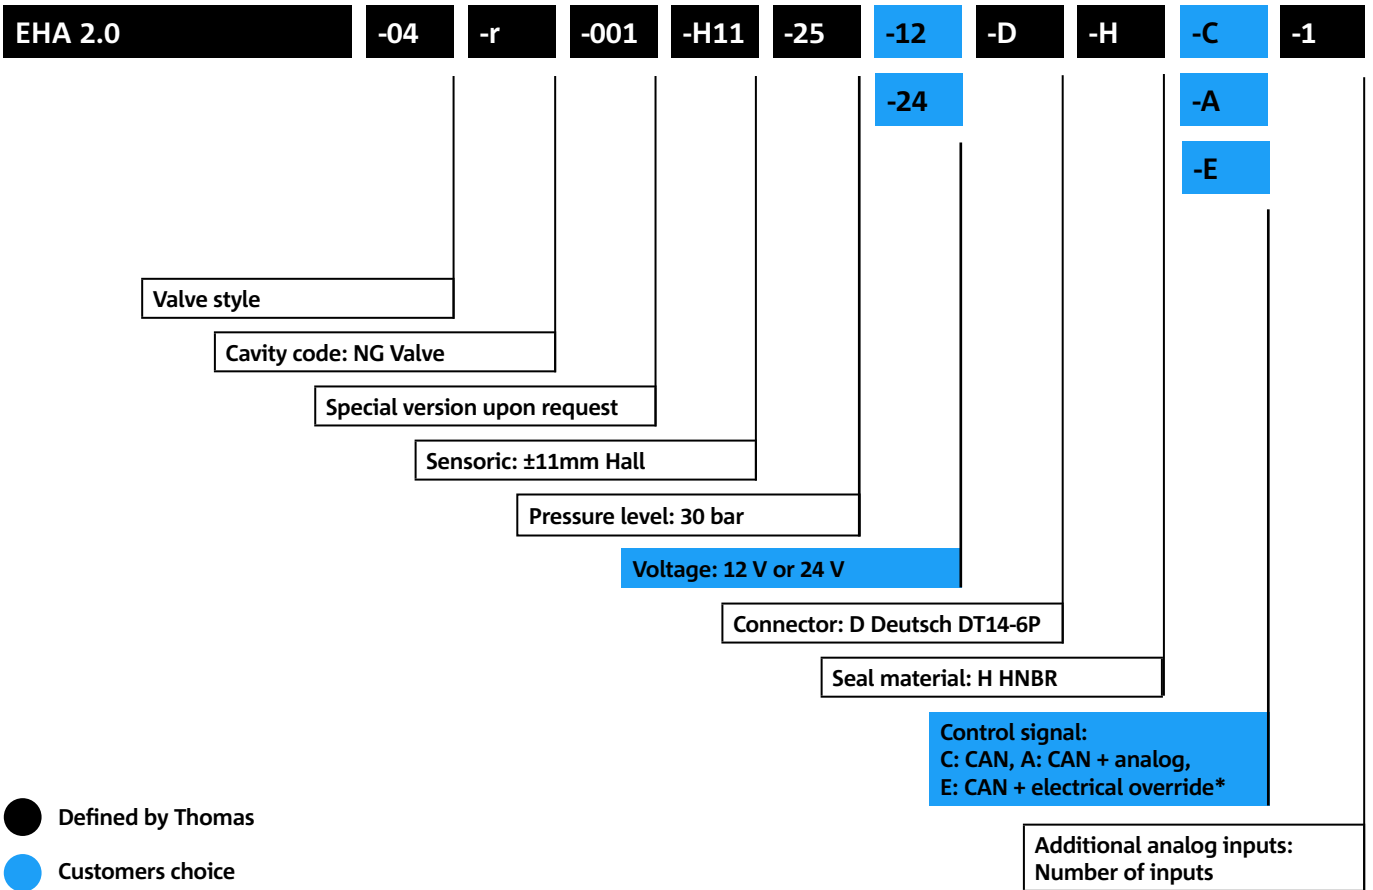 EHA 2.0 -04 -r -001 -H11 -25 -12 -D -H -C -1
-24 -A
-E
Valve style
Cavity code: NG Valve
Special version upon request
Sensoric: ±11mm Hall
Pressure level: 30 bar
Voltage: 12 V or 24 V
Connector: D Deutsch DT14-6P
Seal material: H HNBR
Control signal:
C: CAN, A: CAN + analog,
E: CAN + electrical override*
Defined by Thomas
Additional analog inputs:
Number of inputs
Customers choice